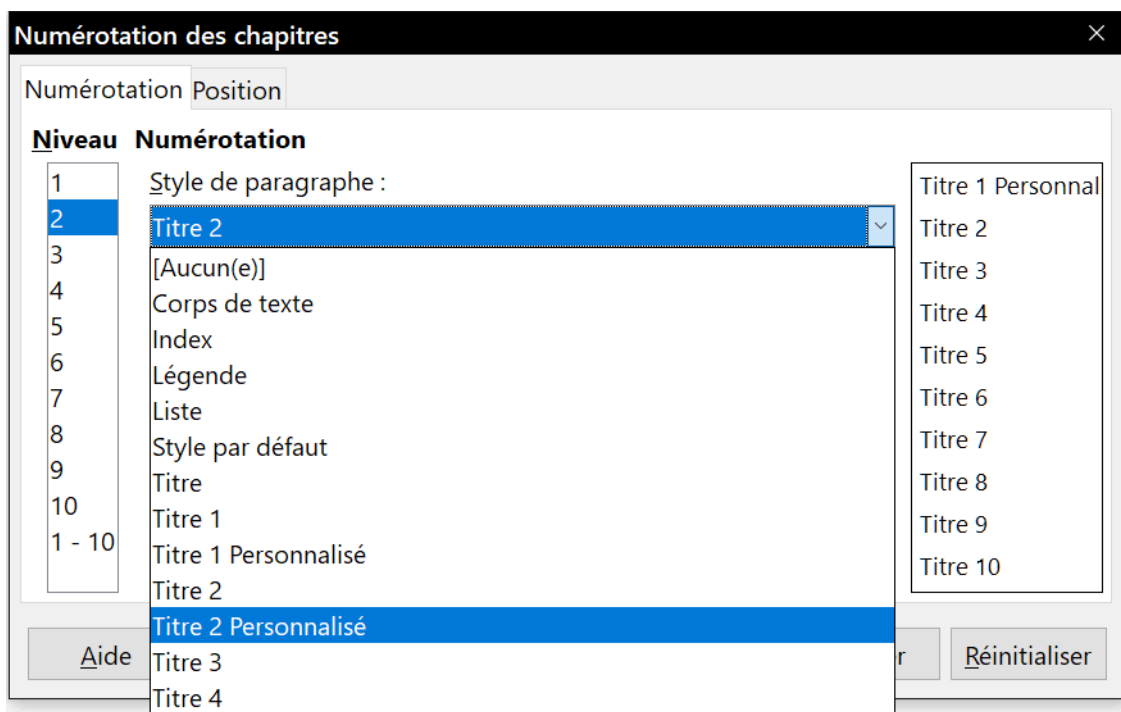 Numérotation des chapitres
Numérotation Position
Niveau Numérotation
1
2
3
4
5
6
7
8
9
10
1 - 10
Style de paragraphe :
Titre 2
[Aucun(e)]
Corps de texte
Index
Légende
Liste
Style par défaut
Titre
Titre 1
Titre 1 Personnalisé
Titre 2
Titre 2 Personnalisé
Titre 3
Titre 4
Titre 1 Personnal
Titre 2
Titre 3
Titre 4
Titre 5
Titre 6
Titre 7
Titre 8
Titre 9
Titre 10
Aide
r
Réinitialiser